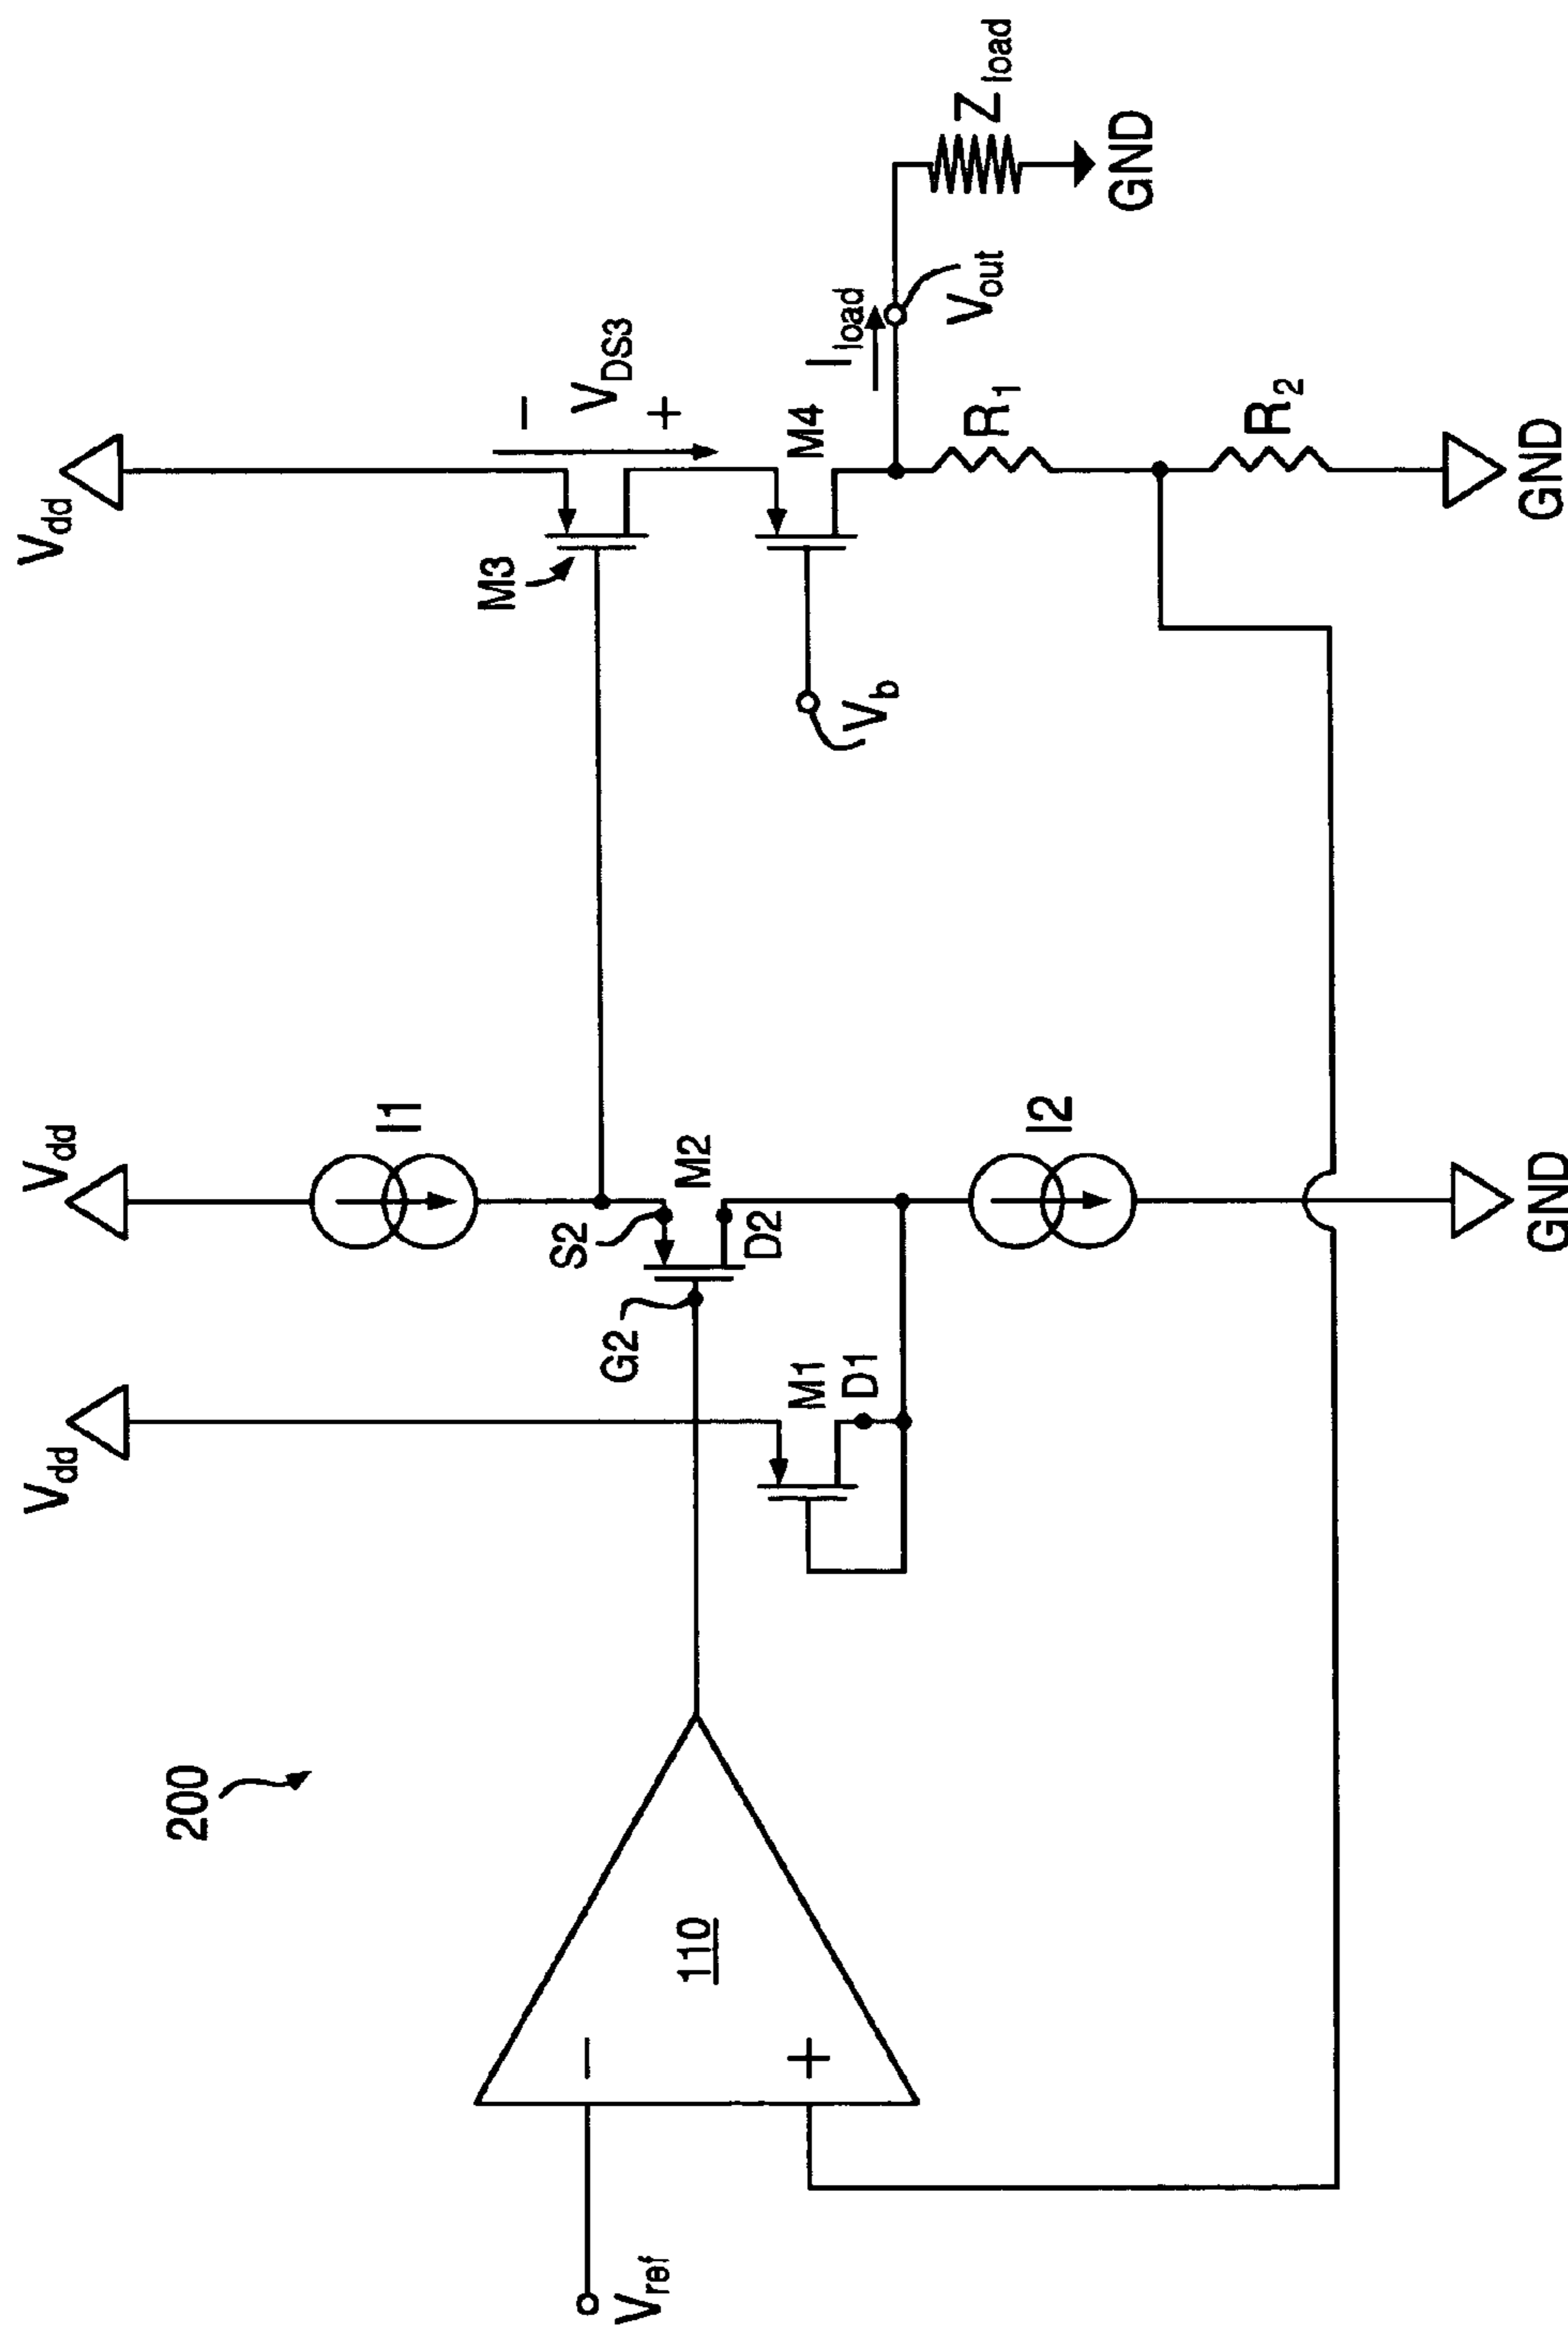 200
V_ref
−
+
110
V_dd
M1
D1
G2
V_dd
I1
S2
M2
D2
I2
GND
V_dd
M3
−
V_DS3
+
V_b
M4
I_load
V_out
Z_load
GND
R_1
R_2
GND